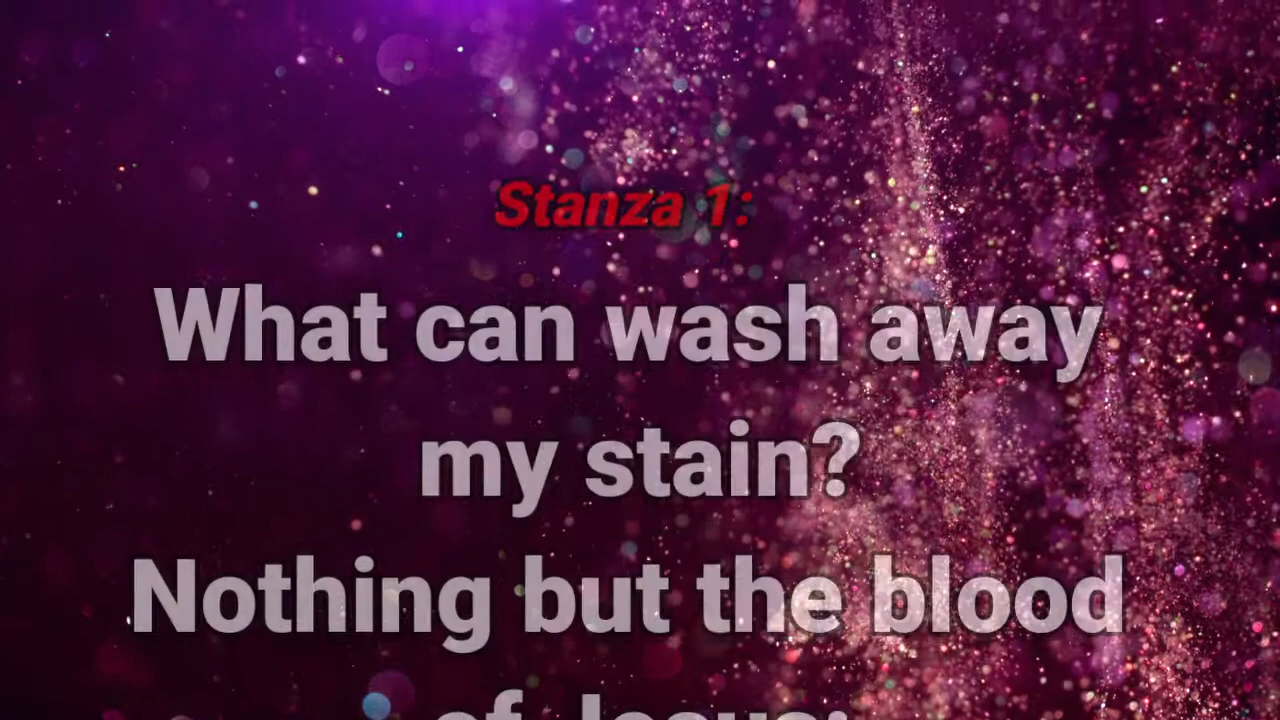 Stanza 1:
What can wash away
my stain?
Nothing but the blood
of Jesus;